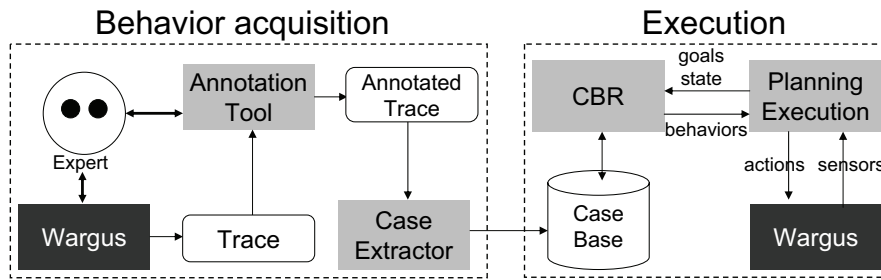 Behavior acquisition
Execution
Annotation
Tool
Annotated
Trace
Expert
Wargus
Trace
Case
Extractor
CBR
goals
state
behaviors
Planning
Execution
actions
sensors
Case
Base
Wargus